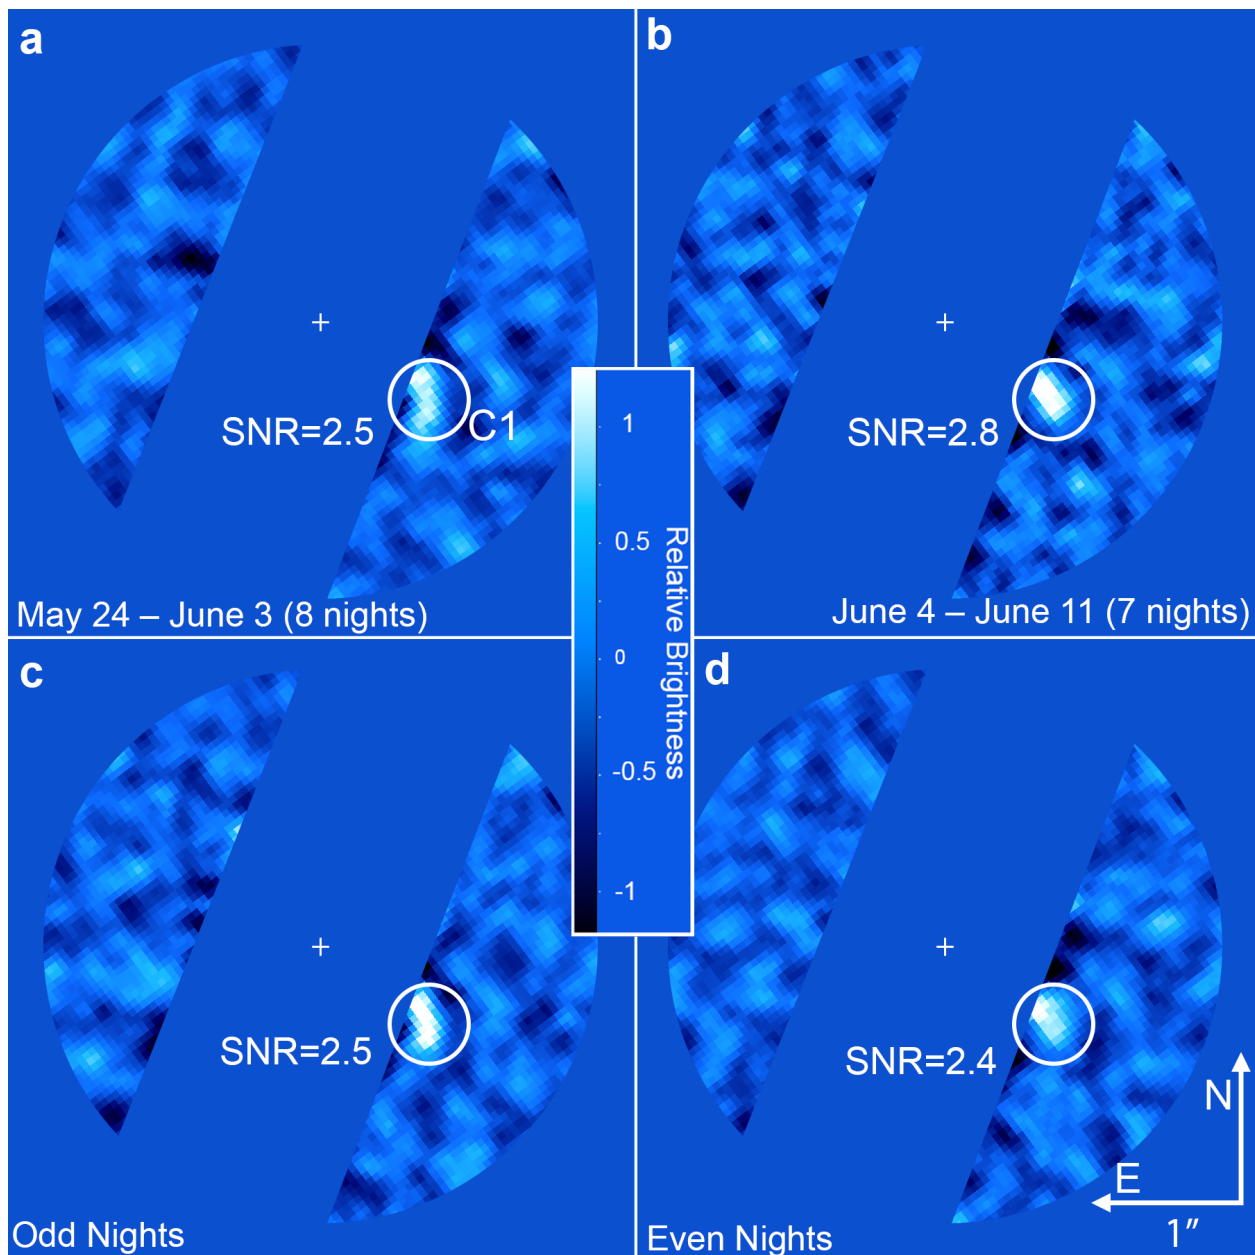 a
b
SNR=2.5
C1
SNR=2.8
1
0.5
0
-0.5
-1
Relative Brightness
May 24 – June 3 (8 nights)
June 4 – June 11 (7 nights)
c
d
SNR=2.5
SNR=2.4
N
E
1″
Odd Nights
Even Nights